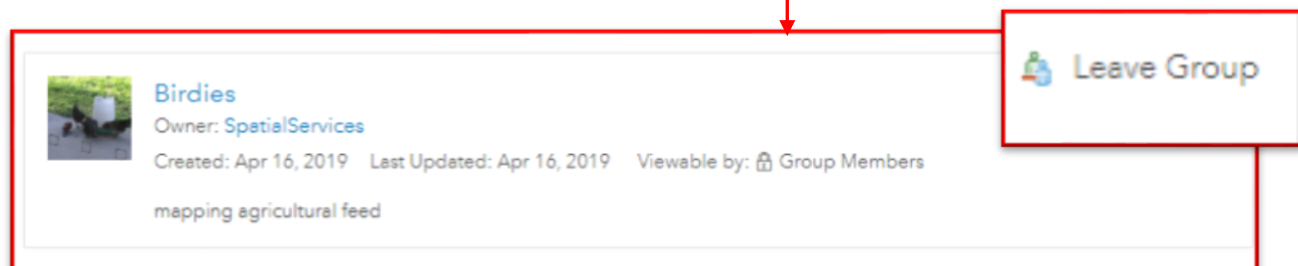 Leave Group
Birdies
Owner: SpatialServices
Created: Apr 16, 2019 Last Updated: Apr 16, 2019 Viewable by: Group Members
mapping agricultural feed